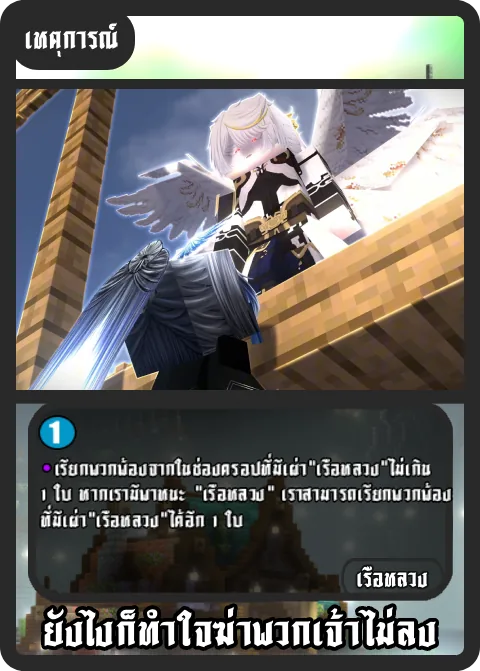 เหตุการณ์
1
• เรียกพวกพ้องจากในช่องดรอปที่มีเผ่า"เรือหลวง"ไม่เกิน
1 ใบ หากเรามีพาหนะ "เรือหลวง" เราสามารถเรียกพวกพ้อง
ที่มีเผ่า"เรือหลวง"ได้อีก 1 ใบ
เรือหลวง
ยังไงก็ทำใจฆ่าพวกเจ้าไม่ลง